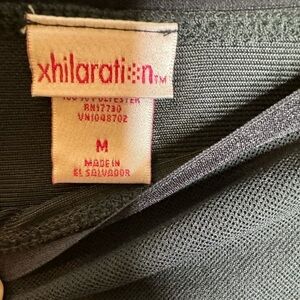 xhilaration™
100% POLYESTER
RN17730
VN1048702
M
MADE IN
EL SALVADOR